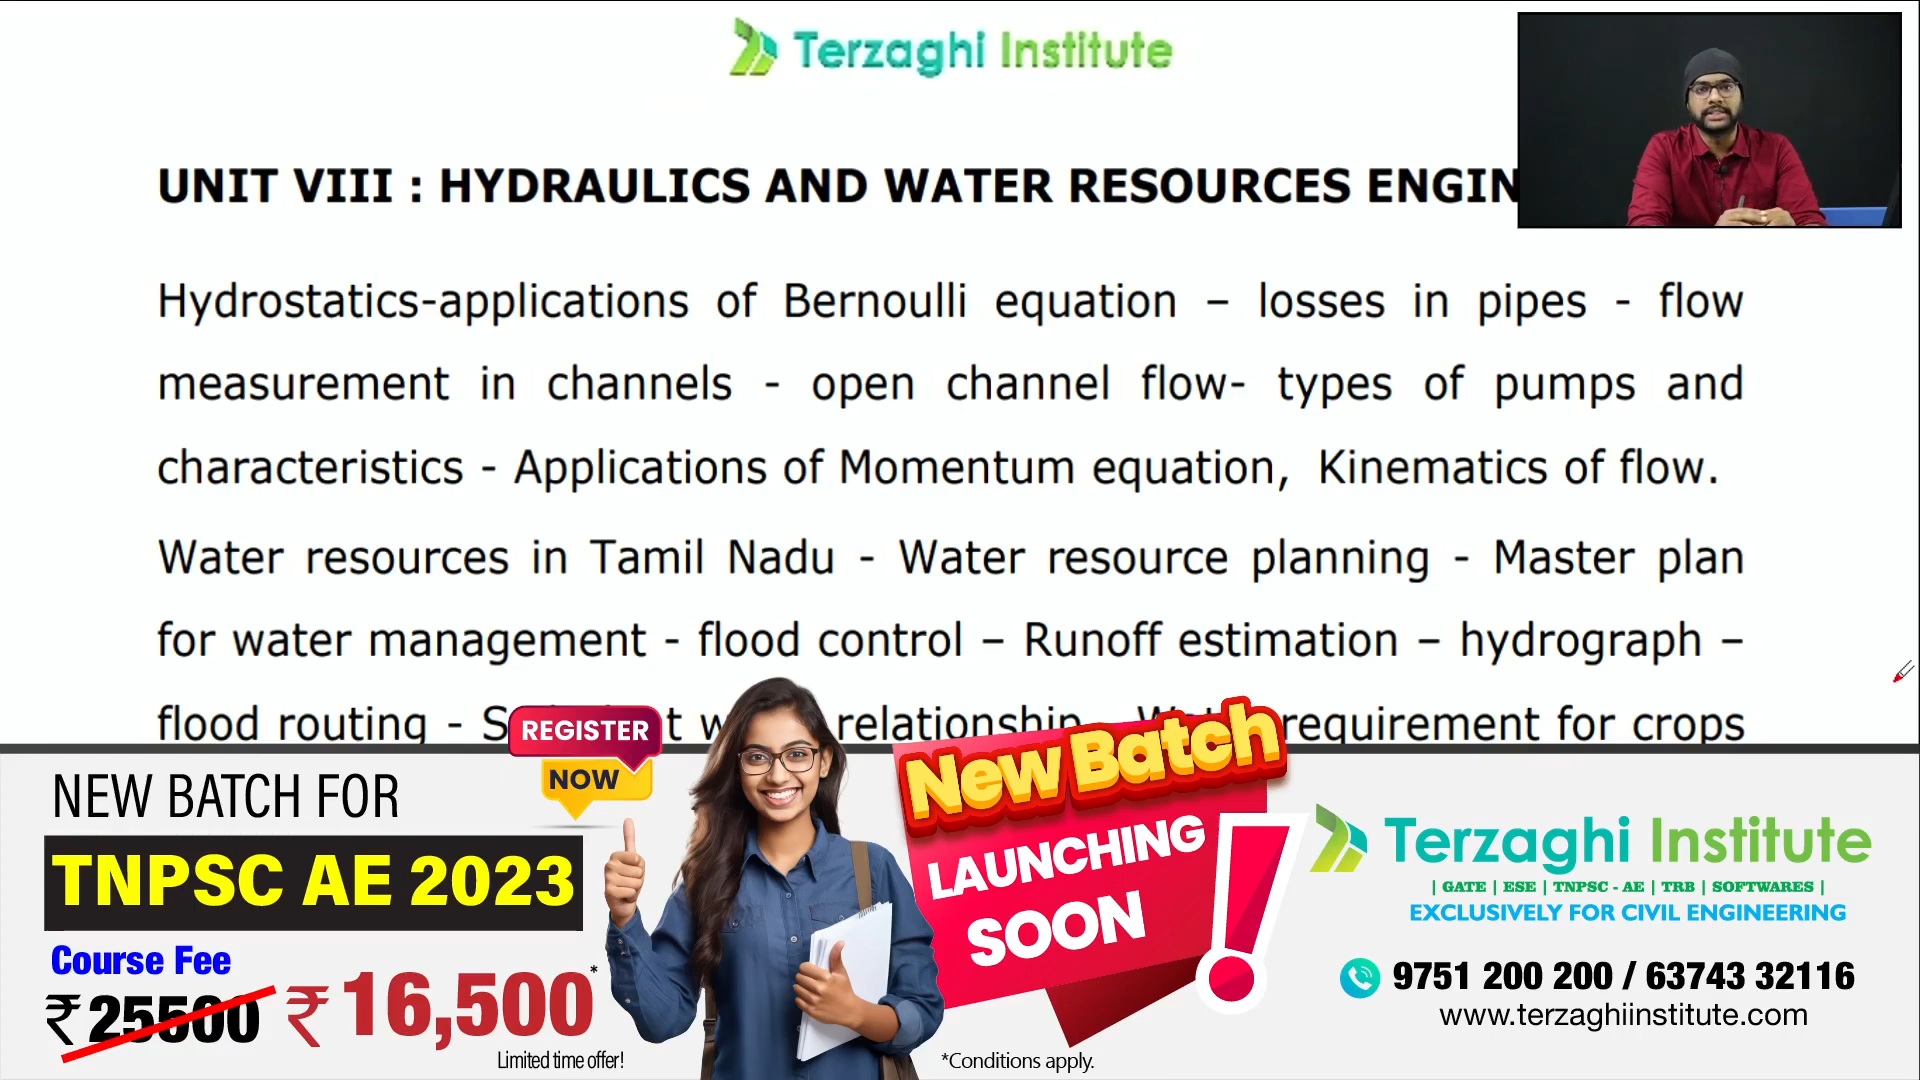 Terzaghi Institute
UNIT VIII : HYDRAULICS AND WATER RESOURCES ENGIN
Hydrostatics-applications of Bernoulli equation – losses in pipes - flow
measurement in channels - open channel flow- types of pumps and
characteristics - Applications of Momentum equation, Kinematics of flow.
Water resources in Tamil Nadu - Water resource planning - Master plan
for water management - flood control – Runoff estimation – hydrograph –
flood routing - relationship requirement for crops
REGISTER
NOW
NEW BATCH FOR
TNPSC AE 2023
Course Fee
₹25500 ₹16,500*
Limited time offer!
New Batch
LAUNCHING
SOON
*Conditions apply.
Terzaghi Institute
| GATE | ESE | TNPSC - AE | TRB | SOFTWARES |
EXCLUSIVELY FOR CIVIL ENGINEERING
9751 200 200 / 63743 32116
www.terzaghiinstitute.com